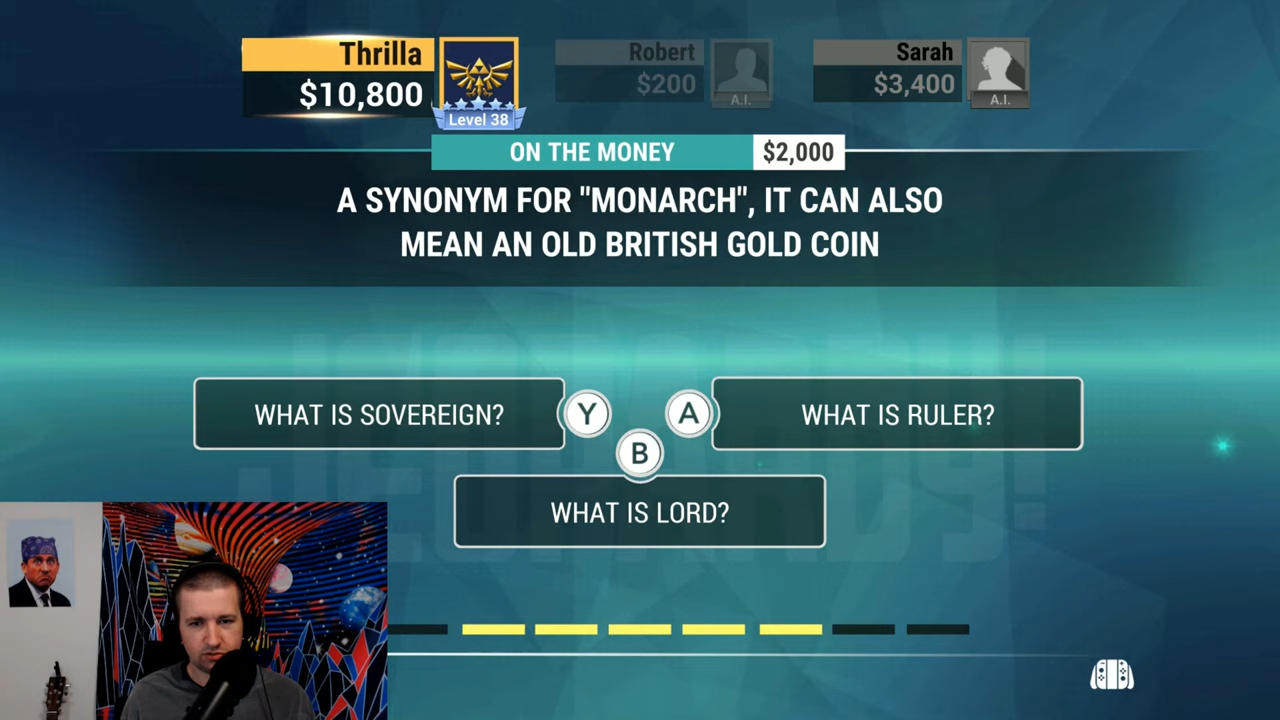 Thrilla
$10,800
Level 38
Robert
$200
A.I.
Sarah
$3,400
A.I.
ON THE MONEY
$2,000
A SYNONYM FOR "MONARCH", IT CAN ALSO
MEAN AN OLD BRITISH GOLD COIN
WHAT IS SOVEREIGN?
Y
A
WHAT IS RULER?
B
WHAT IS LORD?
JEOPARDY!